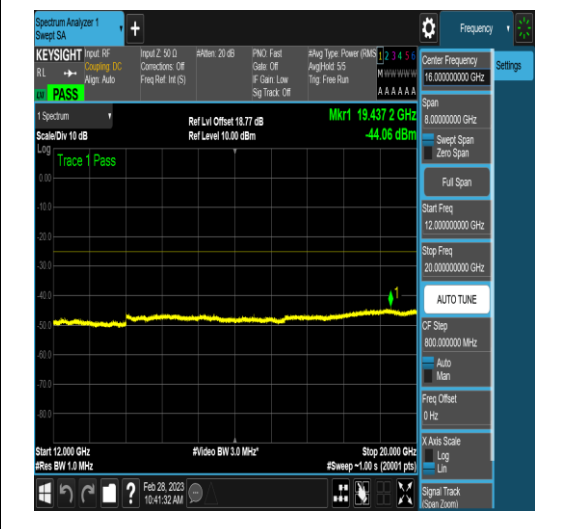 Spectrum Analyzer 1
Swept SA
Frequency
KEYSIGHT
RL
Input: RF
Coupling: DC
Align: Auto
Input Z: 50 Ω
Corrections: Off
Freq Ref: Int (S)
#Atten: 20 dB
PNO: Fast
Gate: Off
IF Gain: Low
Sig Track: Off
#Avg Type: Power (RMS)
Avg|Hold: 5/5
Trig: Free Run
1 2 3 4 5 6
M W W W W W
A A A A A A
PASS
1 Spectrum
Scale/Div 10 dB
Ref Lvl Offset 18.77 dB
Ref Level 10.00 dBm
Mkr1 19.437 2 GHz
-44.06 dBm
Log
Trace 1 Pass
0.00
-10.0
-20.0
-30.0
-40.0
-50.0
-60.0
-70.0
-80.0
1
Start 12.000 GHz
#Res BW 1.0 MHz
#Video BW 3.0 MHz*
Stop 20.000 GHz
#Sweep ~1.00 s (20001 pts)
?
Feb 28, 2023
10:41:32 AM
Center Frequency
16.000000000 GHz
Settings
Span
8.00000000 GHz
Swept Span
Zero Span
Full Span
Start Freq
12.000000000 GHz
Stop Freq
20.000000000 GHz
AUTO TUNE
CF Step
800.000000 MHz
Auto
Man
Freq Offset
0 Hz
X Axis Scale
Log
Lin
Signal Track
(Span Zoom)